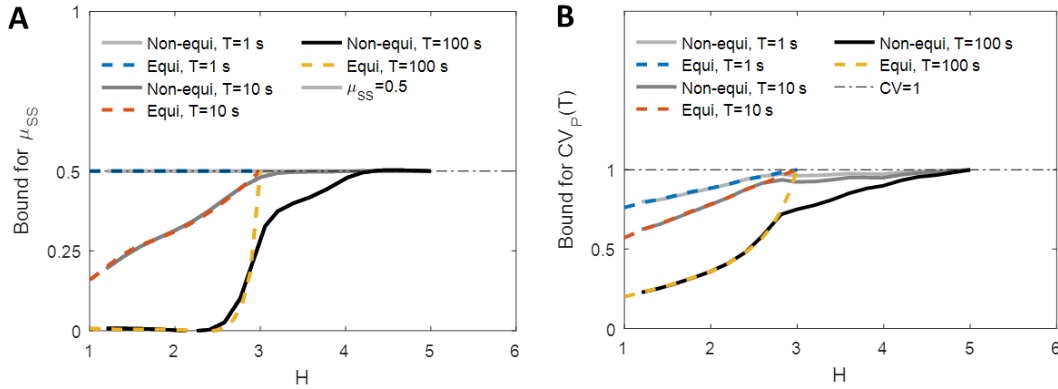 A
Non-equi, T=1 s
Equi, T=1 s
Non-equi, T=10 s
Equi, T=10 s
Non-equi, T=100 s
Equi, T=100 s
μSS=0.5
Bound for μSS
1
0.5
0.25
0
1 2 3 4 5 6
H
B
Non-equi, T=1 s
Equi, T=1 s
Non-equi, T=10 s
Equi, T=10 s
Non-equi, T=100 s
Equi, T=100 s
CV=1
Bound for CVP(T)
2
1
0.5
0
1 2 3 4 5 6
H